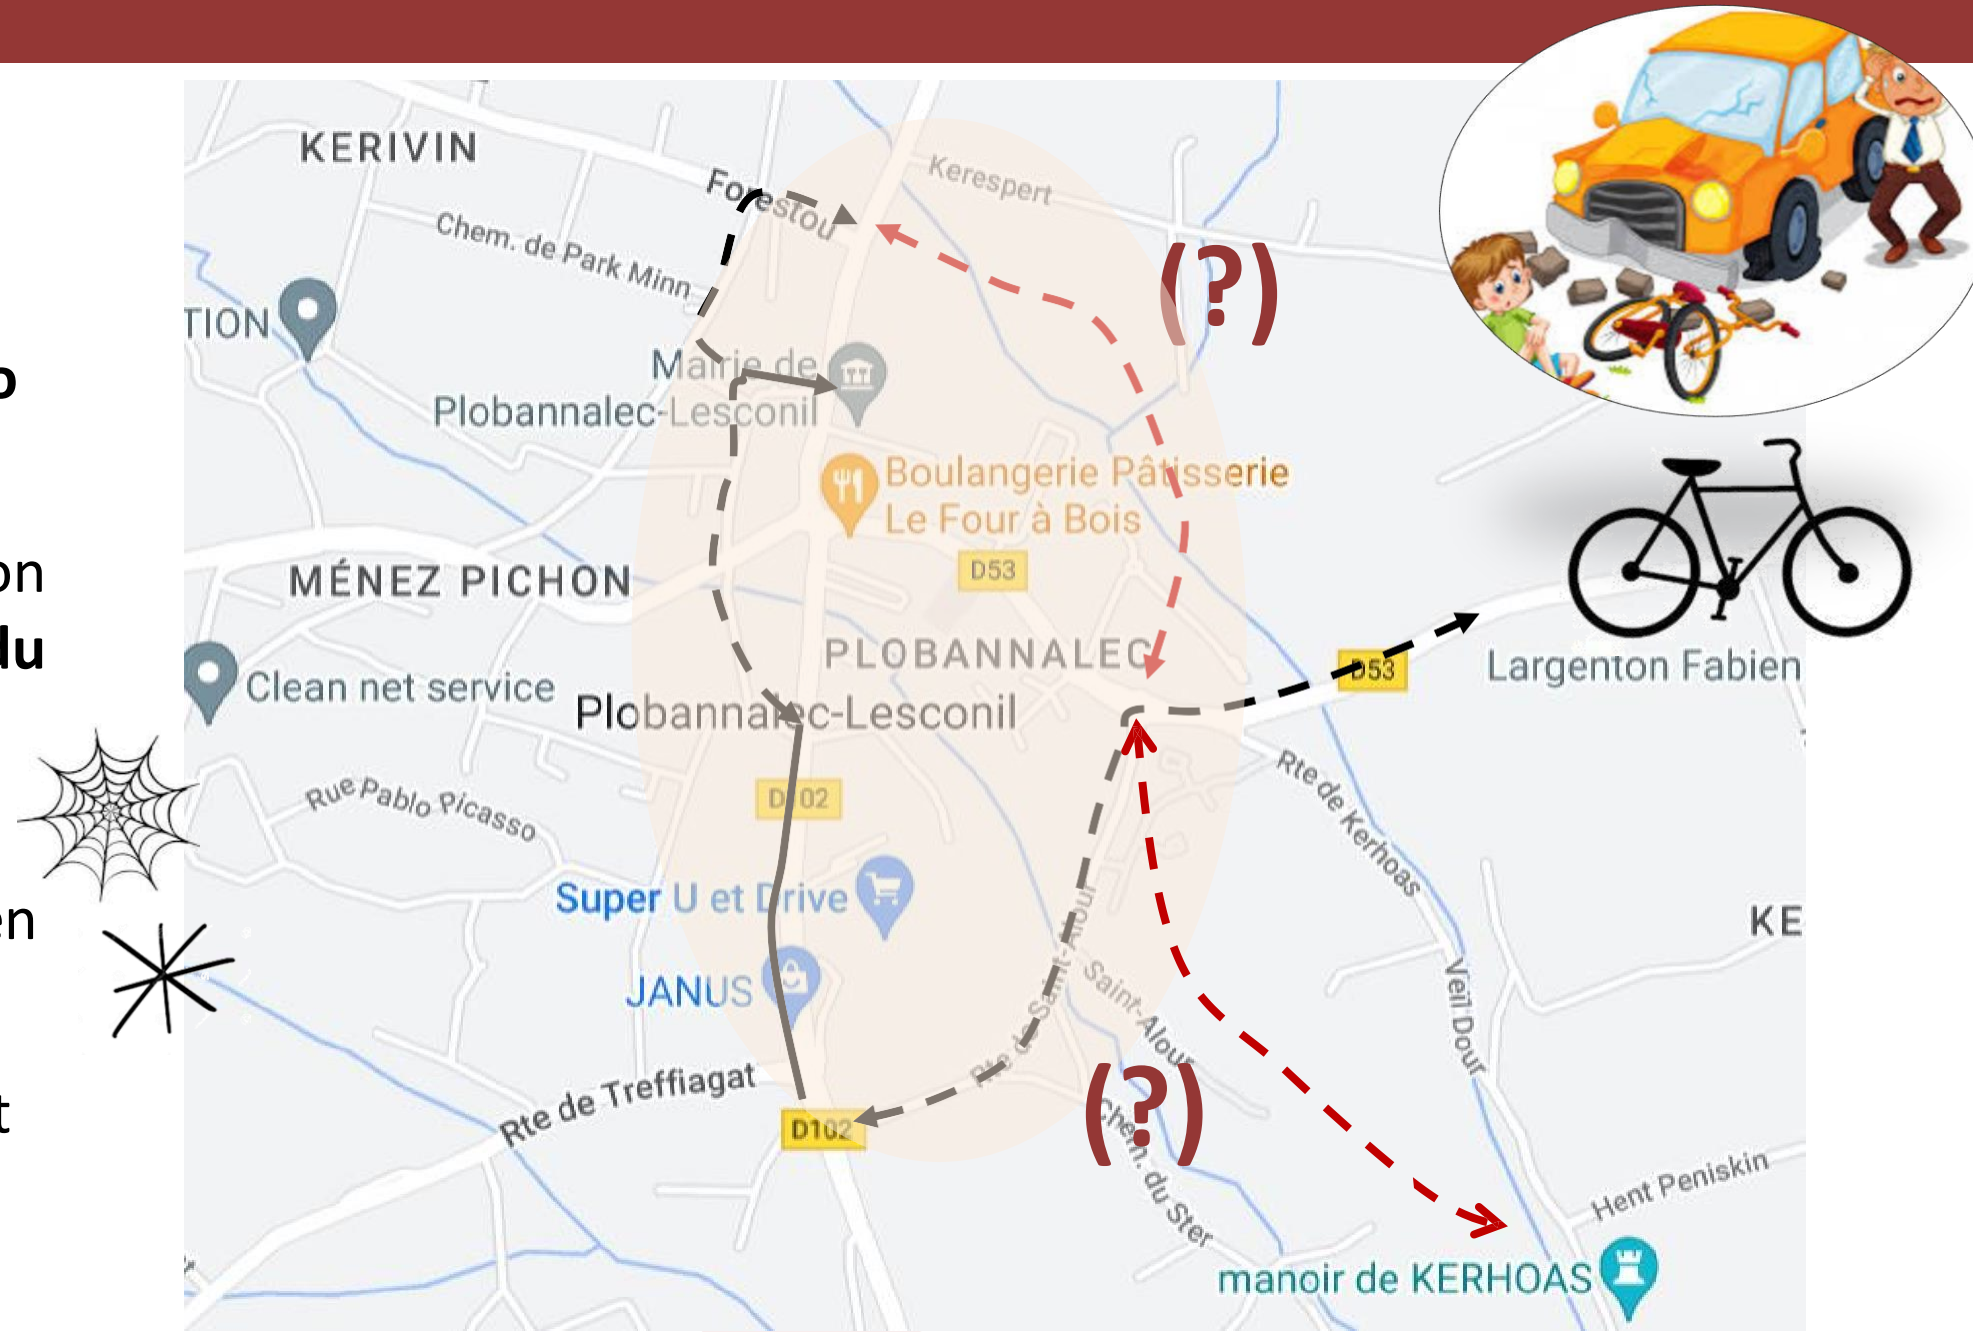 KERIVIN
Forestou
Kerespert
Chem. de Park Minn
(?)
TION
Mairie de
Plobannalec-Lesconil
Boulangerie Pâtisserie
Le Four à Bois
D53
on
MÉNEZ PICHON
du
PLOBANNALEC
D53
Largenton Fabien
Clean net service
Plobannalec-Lesconil
D102
Rte de Kerhoas
Rue Pablo Picasso
Super U et Drive
en
KE
JANUS
Rte de Saint-Alour
Saint-Alour
Veil Dour
Rte de Treffiagat
t
D102
(?)
Chem. du Ster
Hent Peniskin
manoir de KERHOAS